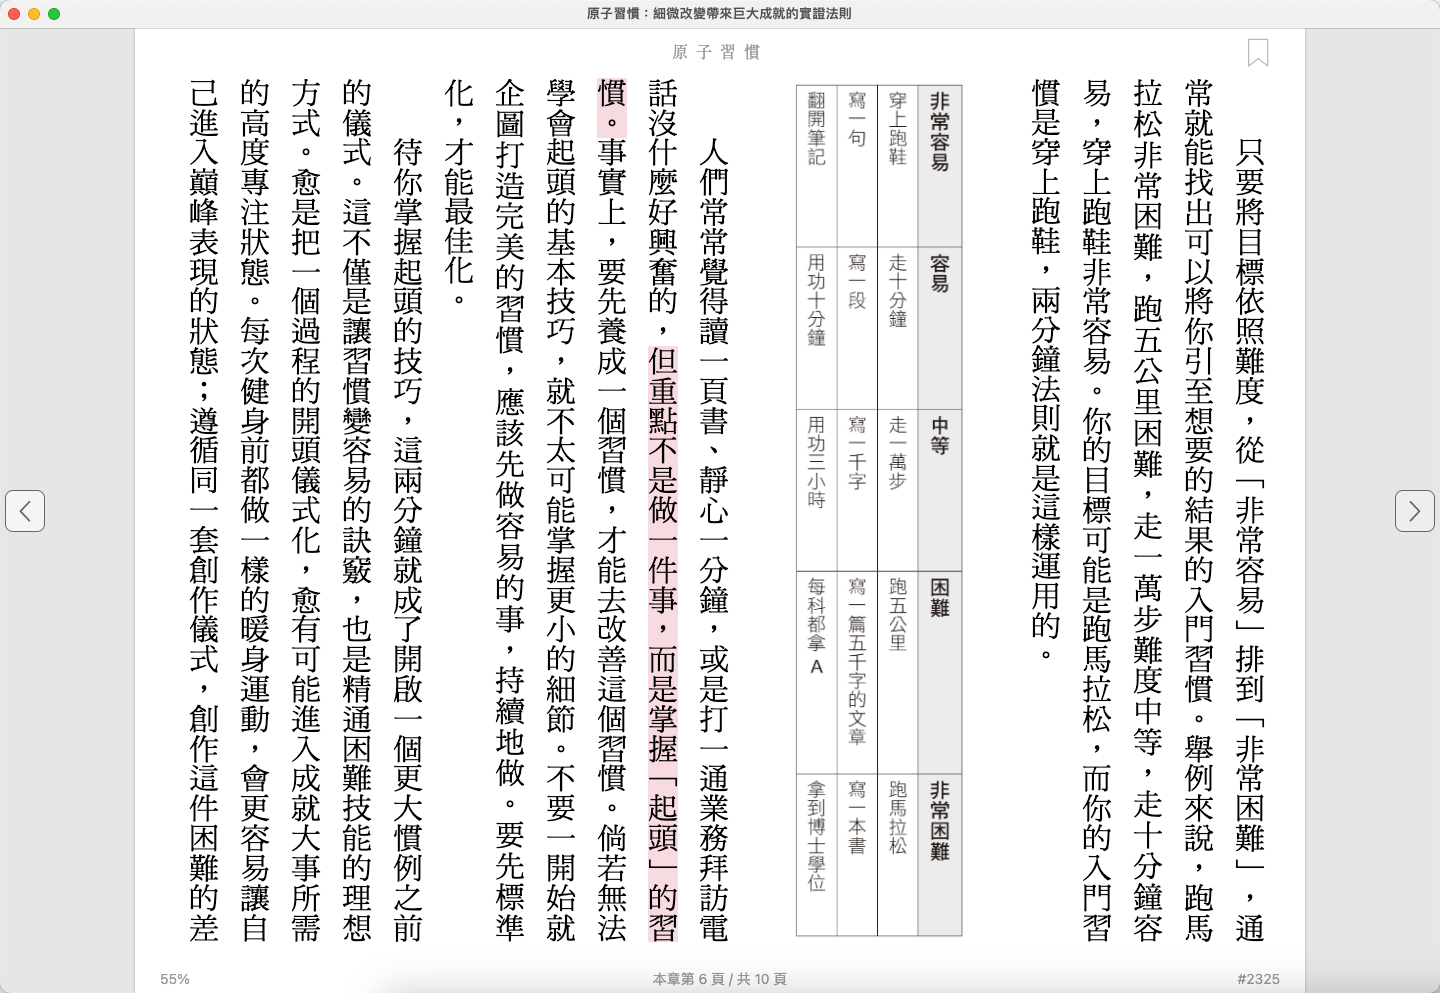 原子習慣：細微改變帶來巨大成就的實證法則
原子習慣
只要將目標依照難度，從「非常容易」排到「非常困難」，通
常就能找出可以將你引至想要的結果的入門習慣。舉例來說，跑馬
拉松非常困難，跑五公里困難，走一萬步難度中等，走十分鐘容
易，穿上跑鞋非常容易。你的目標可能是跑馬拉松，而你的入門習
慣是穿上跑鞋，兩分鐘法則就是這樣運用的。
非常容易
容易
中等
困難
非常困難
穿上跑鞋
走十分鐘
走一萬步
跑五公里
跑馬拉松
寫一句
寫一段
寫一千字
寫一篇五千字的文章
寫一本書
翻開筆記
用功十分鐘
用功三小時
每科都拿A
拿到博士學位
人們常常覺得讀一頁書、靜心一分鐘，或是打一通業務拜訪電
話沒什麼好興奮的，但重點不是做一件事，而是掌握「起頭」的習
慣。事實上，要先養成一個習慣，才能去改善這個習慣。倘若無法
學會起頭的基本技巧，就不太可能掌握更小的細節。不要一開始就
企圖打造完美的習慣，應該先做容易的事，持續地做。要先標準
化，才能最佳化。
待你掌握起頭的技巧，這兩分鐘就成了開啟一個更大慣例之前
的儀式。這不僅是讓習慣變容易的訣竅，也是精通困難技能的理想
方式。愈是把一個過程的開頭儀式化，愈有可能進入成就大事所需
的高度專注狀態。每次健身前都做一樣的暖身運動，會更容易讓自
己進入巔峰表現的狀態；遵循同一套創作儀式，創作這件困難的差
55%
本章第 6 頁 / 共 10 頁
#2325